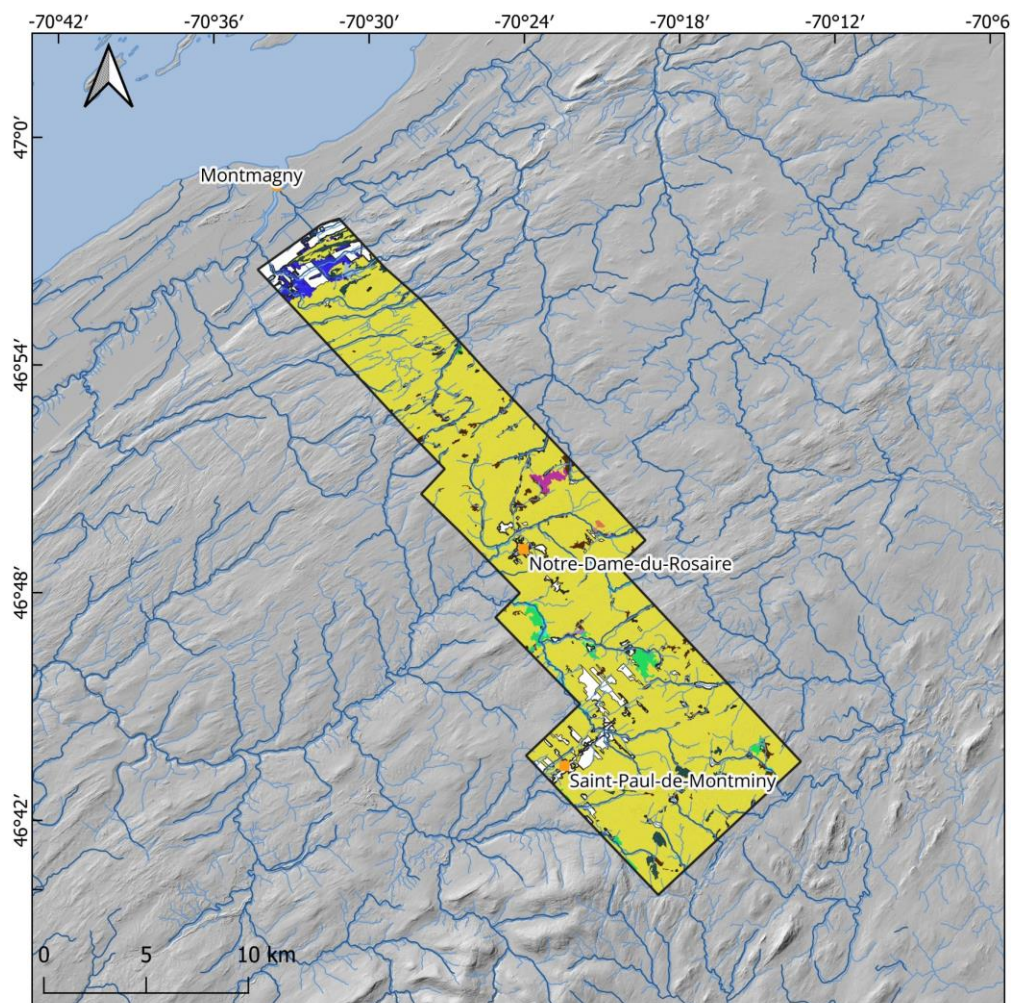 -70°42′ -70°36′ -70°30′ -70°24′ -70°18′ -70°12′ -70°6′
47°0′
Montmagny
46°54′
Notre-Dame-du-Rosaire
46°48′
Saint-Paul-de-Montminy
46°42′
0 5 10 km